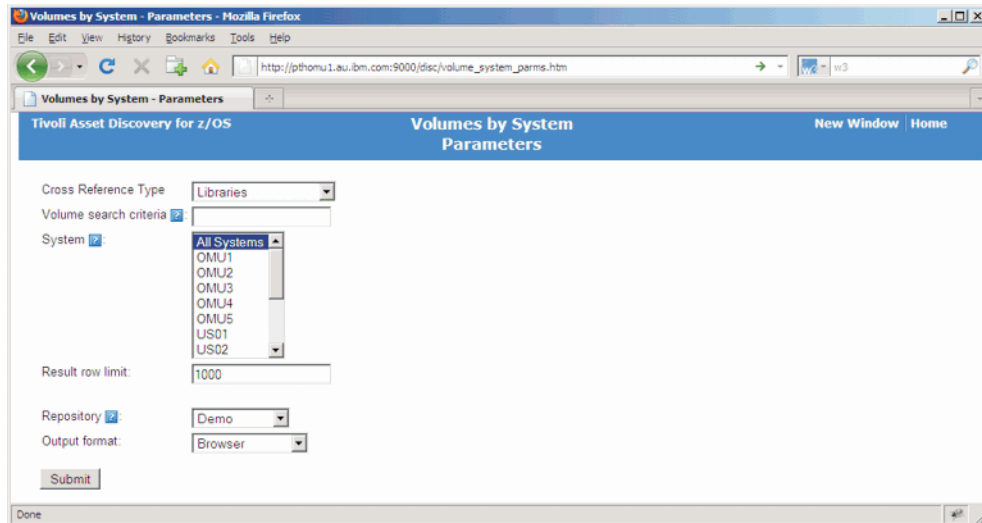 Volumes by System - Parameters - Mozilla Firefox
File Edit View History Bookmarks Tools Help
http://pthomu1.au.ibm.com:9000/disc/volume_system_parms.htm
w3
Volumes by System - Parameters
Tivoli Asset Discovery for z/OS
Volumes by System
Parameters
New Window Home
Cross Reference Type
Libraries
Volume search criteria ?:
System ?:
All Systems
OMU1
OMU2
OMU3
OMU4
OMU5
US01
US02
Result row limit:
1000
Repository ?:
Demo
Output format:
Browser
Submit
Done